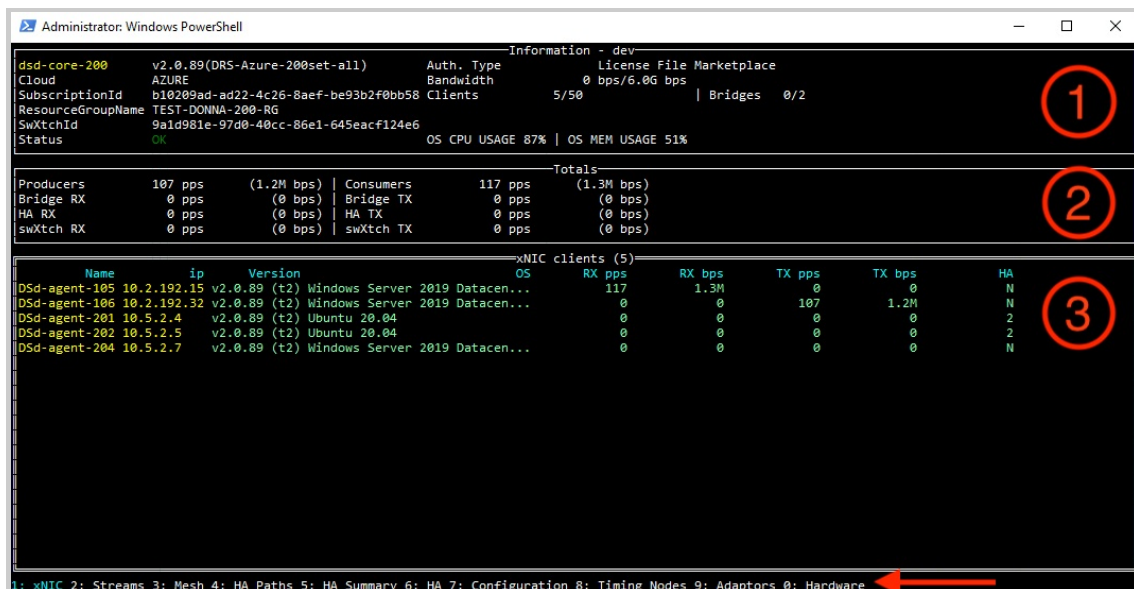 Administrator: Windows PowerShell
Information - dev
dsd-core-200 v2.0.89(DRS-Azure-200set-all) Auth. Type License File Marketplace
Cloud AZURE Bandwidth 0 bps/6.0G bps
SubscriptionId b10209ad-ad22-4c26-8aef-be93b2f0bb58 Clients 5/50 | Bridges 0/2
ResourceGroupName TEST-DONNA-200-RG
SwXtchId 9a1d981e-97d0-40cc-86e1-645eacf124e6
Status OK OS CPU USAGE 87% | OS MEM USAGE 51%
1
Totals
Producers 107 pps (1.2M bps) | Consumers 117 pps (1.3M bps)
Bridge RX 0 pps (0 bps) | Bridge TX 0 pps (0 bps)
HA RX 0 pps (0 bps) | HA TX 0 pps (0 bps)
swXtch RX 0 pps (0 bps) | swXtch TX 0 pps (0 bps)
2
xNIC clients (5)
Name ip Version OS RX pps RX bps TX pps TX bps HA
DSd-agent-105 10.2.192.15 v2.0.89 (t2) Windows Server 2019 Datacen... 117 1.3M 0 0 N
DSd-agent-106 10.2.192.32 v2.0.89 (t2) Windows Server 2019 Datacen... 0 0 107 1.2M N
DSd-agent-201 10.5.2.4 v2.0.89 (t2) Ubuntu 20.04 0 0 0 0 2
DSd-agent-202 10.5.2.5 v2.0.89 (t2) Ubuntu 20.04 0 0 0 0 2
DSd-agent-204 10.5.2.7 v2.0.89 (t2) Windows Server 2019 Datacen... 0 0 0 0 N
3
1: xNIC 2: Streams 3: Mesh 4: HA Paths 5: HA Summary 6: HA 7: Configuration 8: Timing Nodes 9: Adaptors 0: Hardware